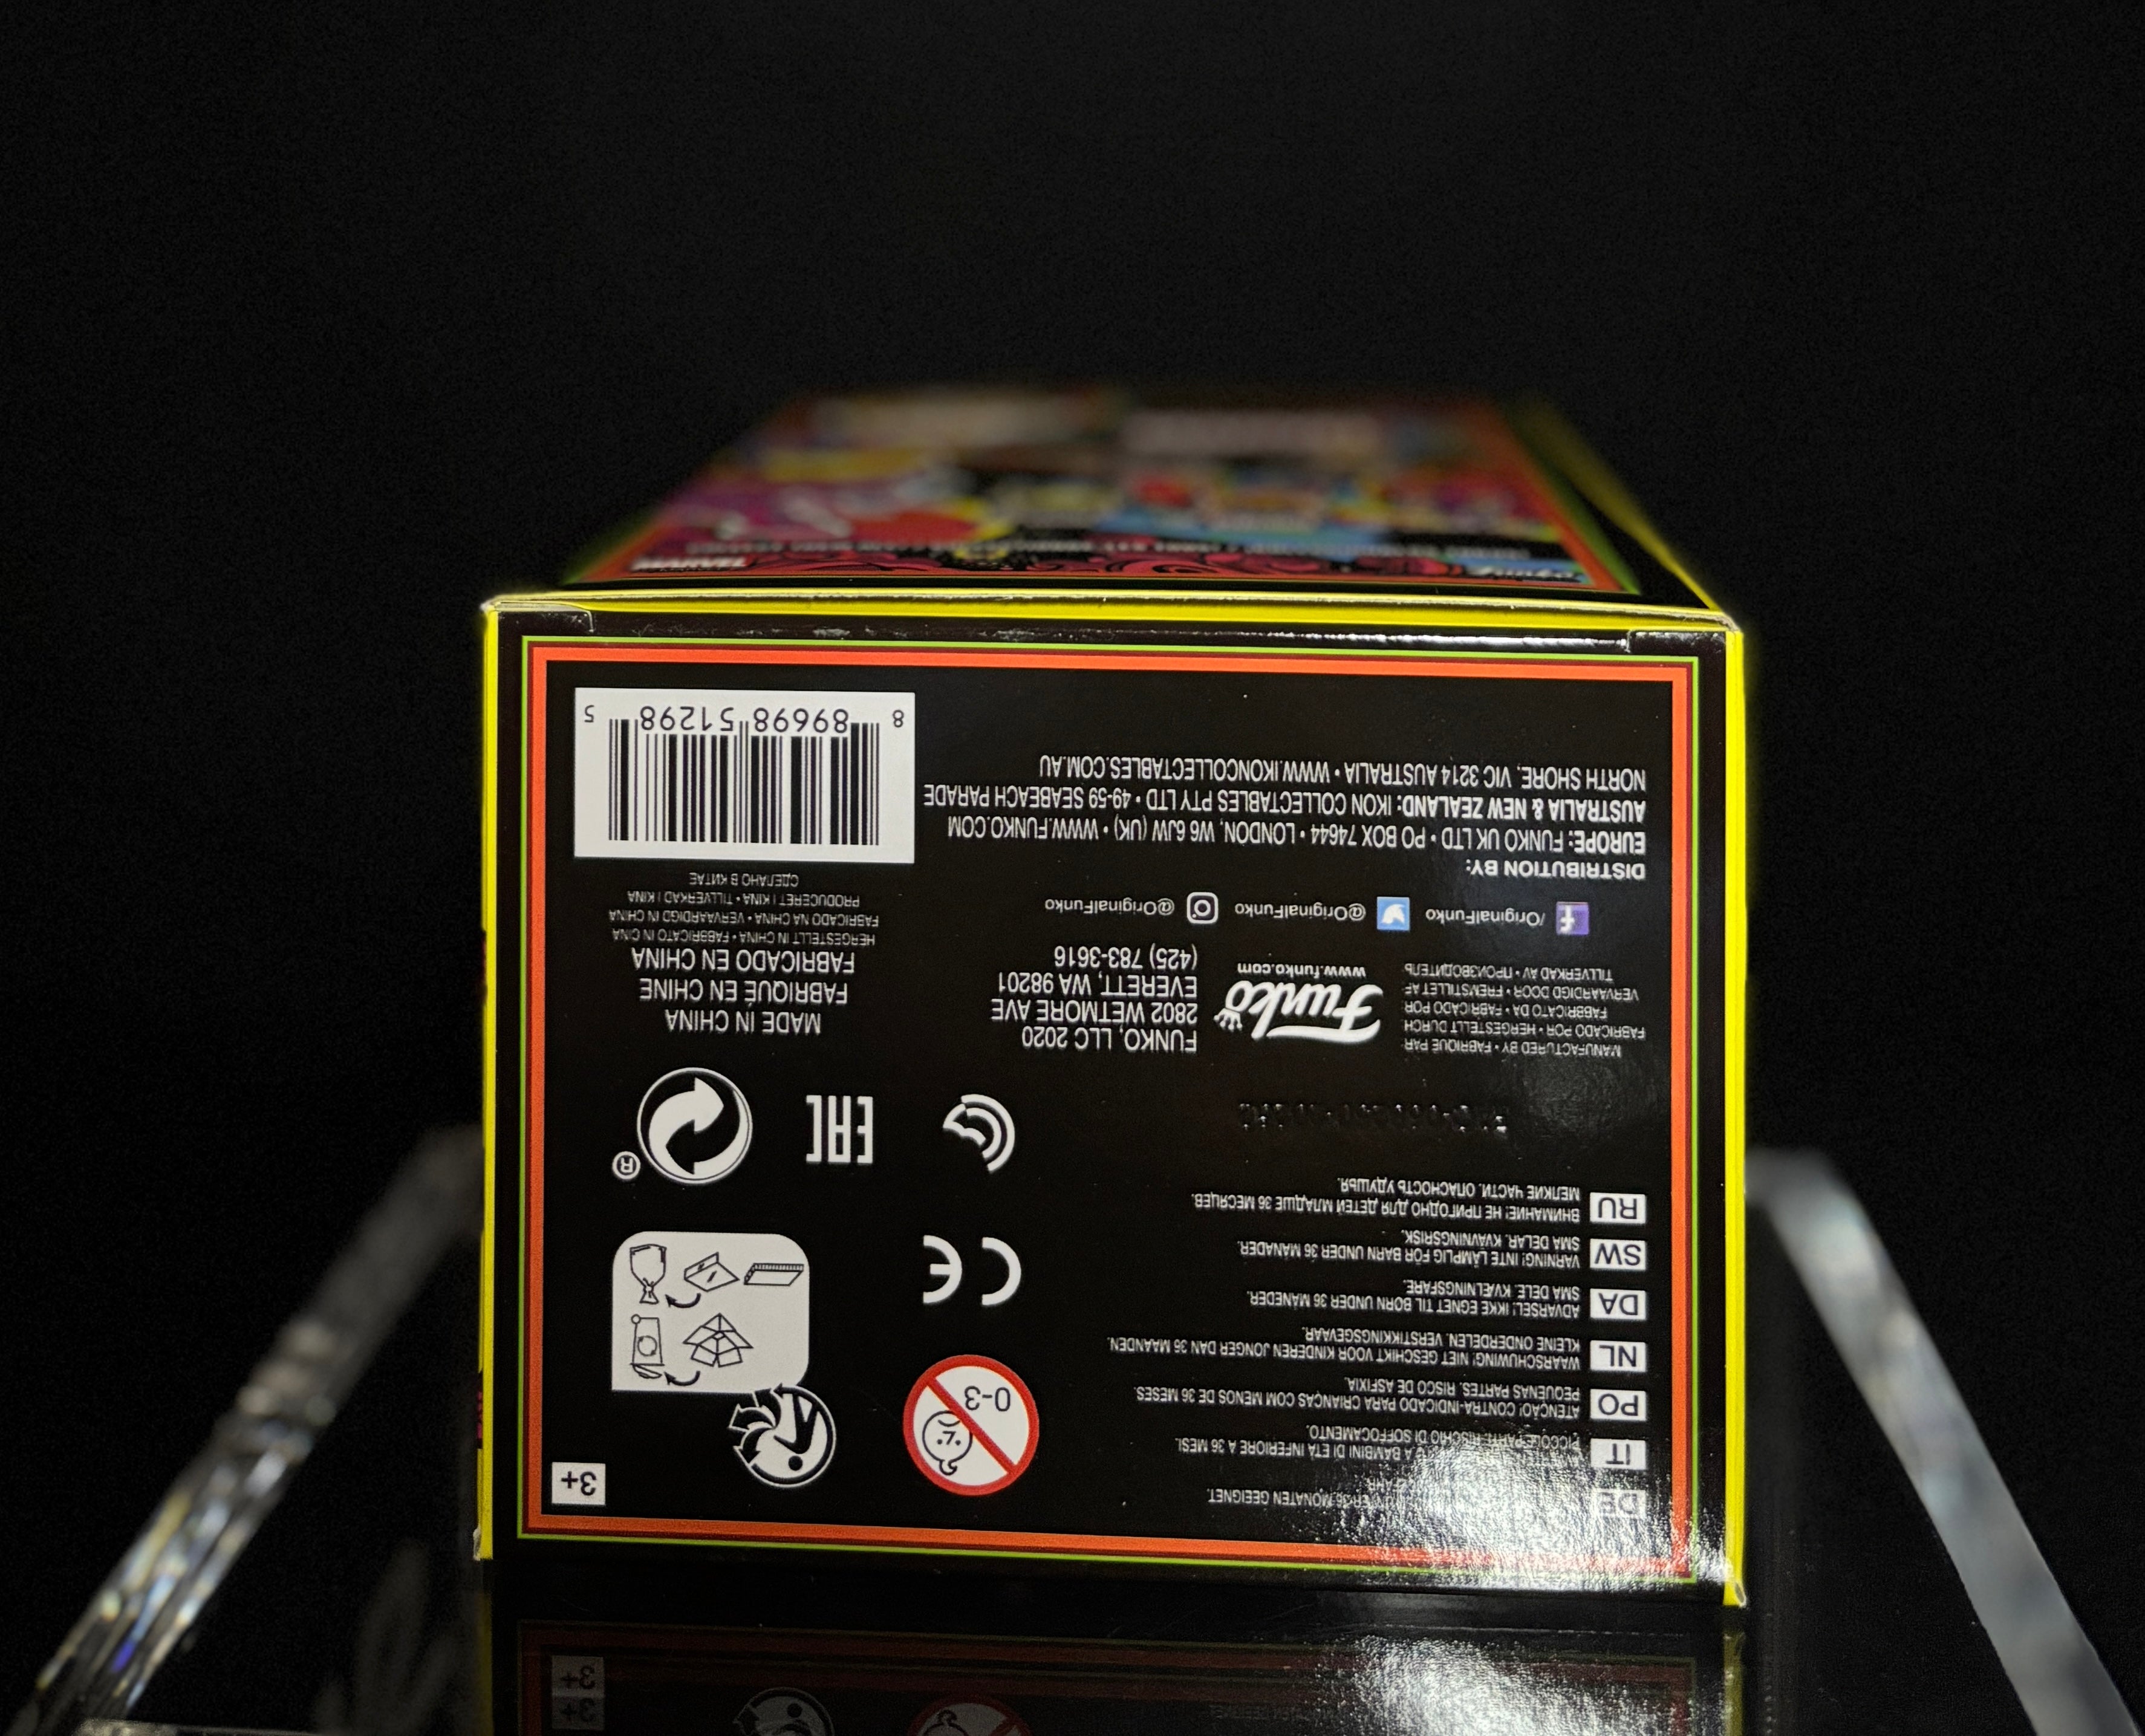 DE
36 MONATEN GEEIGNET.
IT
A BAMBINI DI ETÀ INFERIORE A 36 MESI.
RISCHIO DI SOFFOCAMENTO.
PO
ATENÇÃO! CONTRA-INDICADO PARA CRIANÇAS COM MENOS DE 36 MESES.
PEQUENAS PARTES. RISCO DE ASFIXIA.
NL
WAARSCHUWING! NIET GESCHIKT VOOR KINDEREN JONGER DAN 36 MAANDEN.
KLEINE ONDERDELEN. VERSTIKKINGSGEVAAR.
DA
ADVARSEL! IKKE EGNET TIL BØRN UNDER 36 MÅNEDER.
SMA DELE. KVÆLNINGSFARE.
SW
VARNING! INTE LÄMPLIG FÖR BARN UNDER 36 MÅNADER.
SMA DELAR. KVAVNINGSRISK.
RU
ВНИМАНИЕ! НЕ ПРИГОДНО ДЛЯ ДЕТЕЙ МЛАДШЕ 36 МЕСЯЦЕВ.
МЕЛКИЕ ЧАСТИ. ОПАСНОСТЬ УДУШЬЯ.
3+
0-3
CE
EAC
®
MANUFACTURED BY • FABRIQUÉ PAR
FABRICADO POR • HERGESTELLT DURCH
FABBRICATO DA • FABRICADO POR
VERVAARDIGD DOOR • FREMSTILLET AF
TILLVERKAD AV • ПРОИЗВОДИТЕЛЬ
Funko
www.funko.com
FUNKO, LLC 2020
2802 WETMORE AVE
EVERETT, WA 98201
(425) 783-3616
/OriginalFunko
@OriginalFunko
@OriginalFunko
DISTRIBUTION BY:
EUROPE: FUNKO UK LTD • PO BOX 74644 • LONDON, W6 6JW (UK) • WWW.FUNKO.COM
AUSTRALIA & NEW ZEALAND: IKON COLLECTABLES PTY LTD • 49-59 SEABEACH PARADE
NORTH SHORE, VIC 3214 AUSTRALIA • WWW.IKONCOLLECTABLES.COM.AU
MADE IN CHINA
FABRIQUÉ EN CHINE
FABRICADO EN CHINA
HERGESTELLT IN CHINA • FABBRICATO IN CINA
FABRICADO NA CHINA • VERVAARDIGD IN CHINA
PRODUCERET I KINA • TILLVERKAD I KINA
СДЕЛАНО В КИТАЕ
8 89698 51298 5